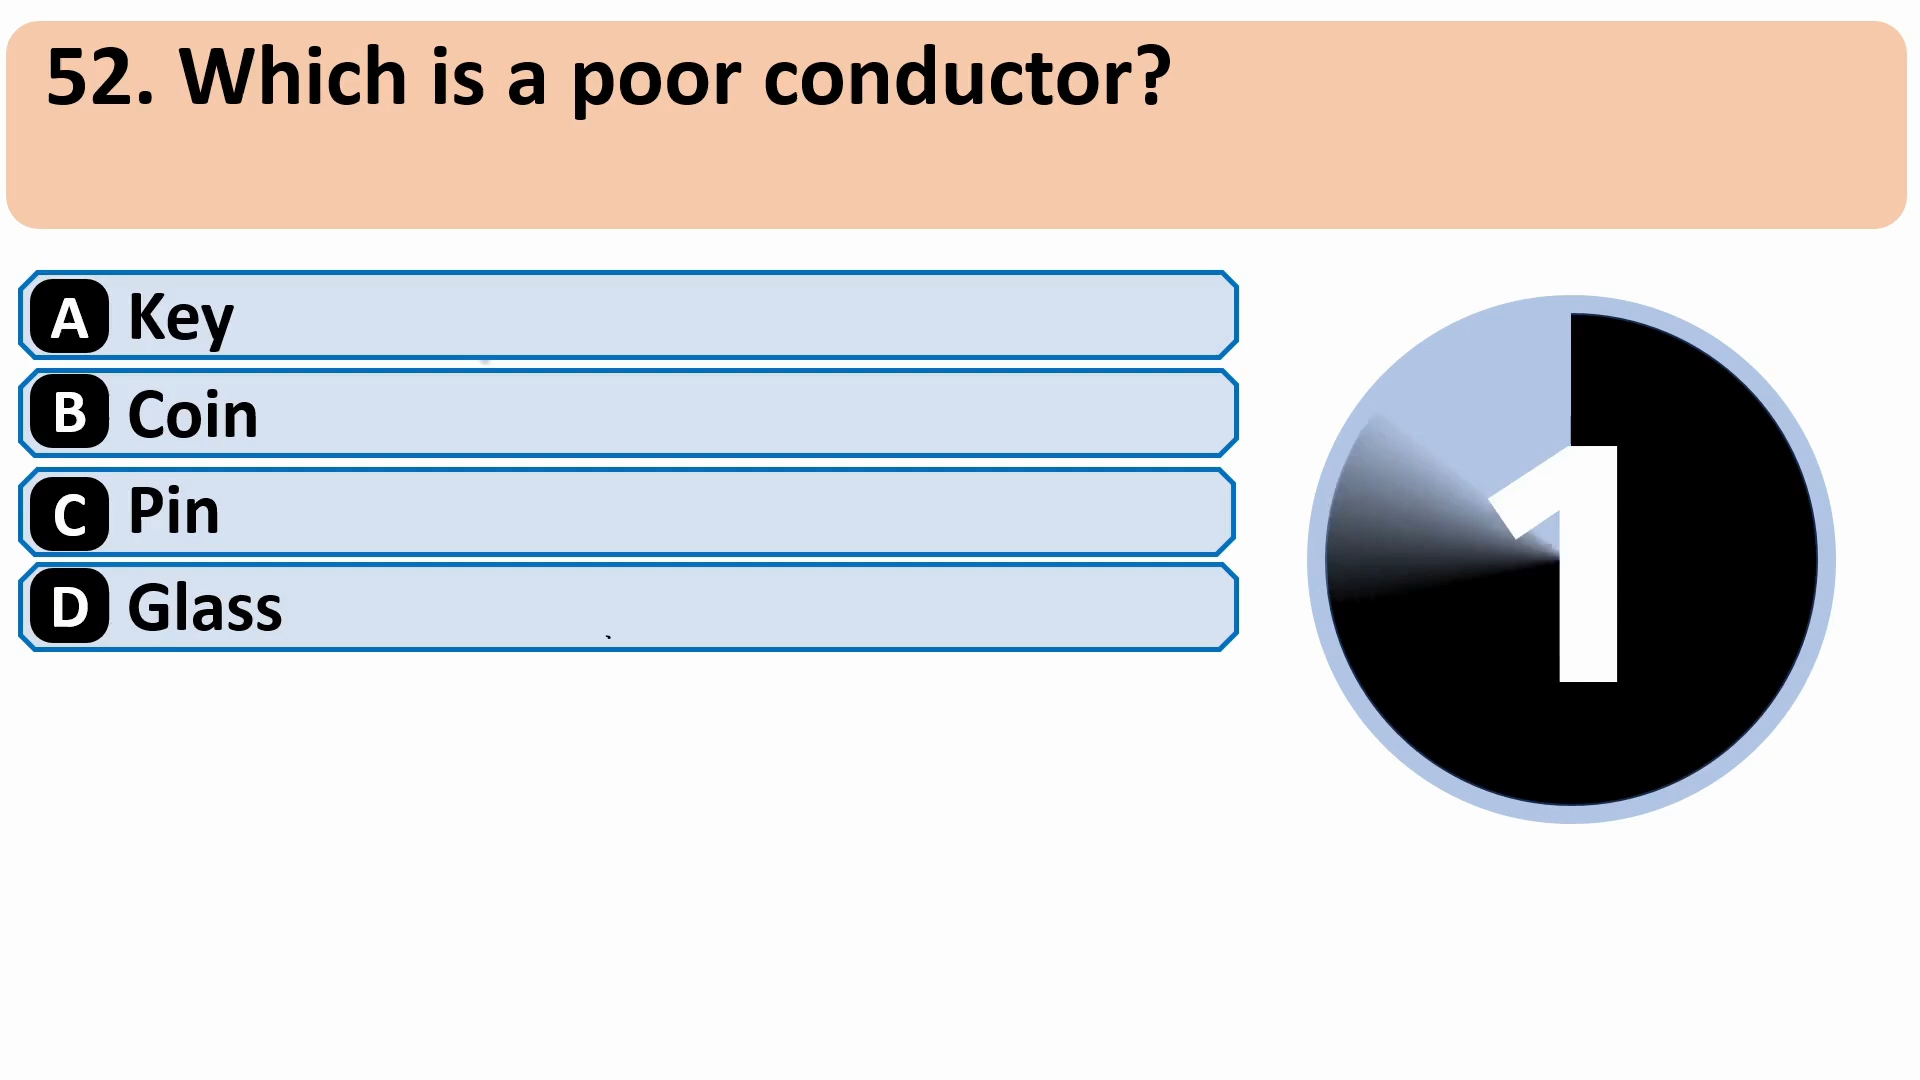 52. Which is a poor conductor?
A Key
B Coin
C Pin
D Glass
1